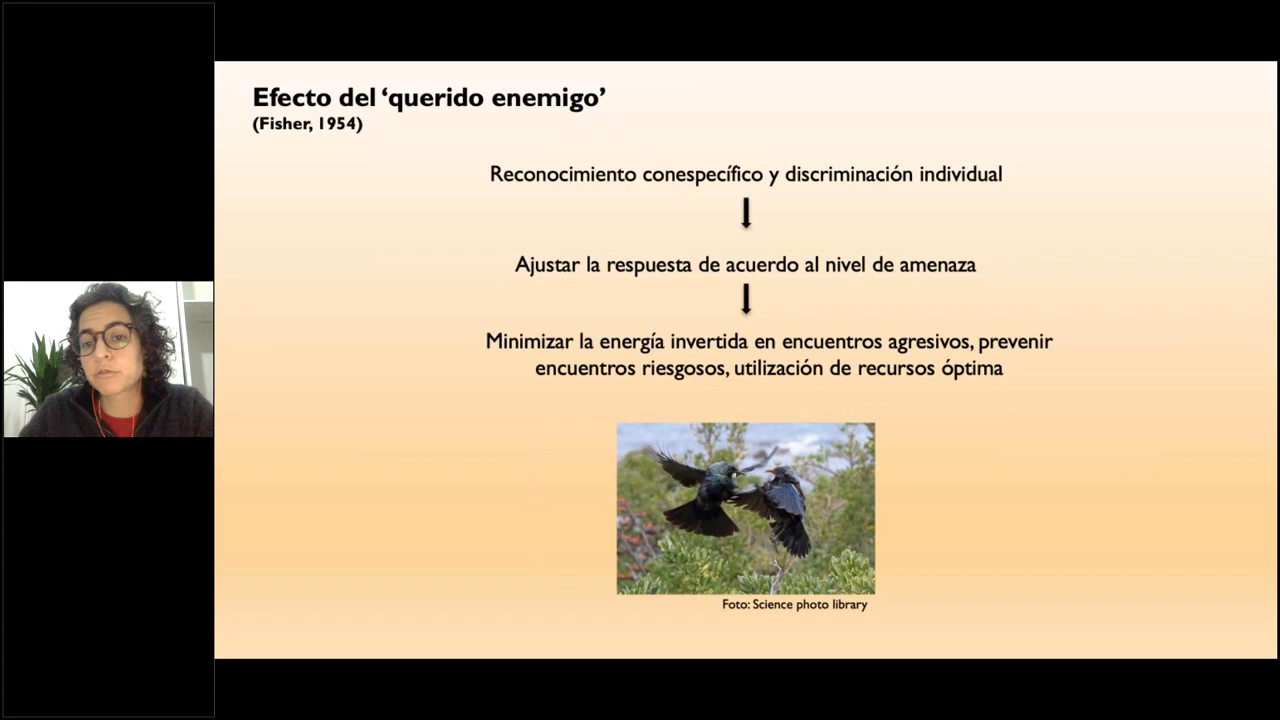 Efecto del ‘querido enemigo’
(Fisher, 1954)
Reconocimiento conespecífico y discriminación individual
Ajustar la respuesta de acuerdo al nivel de amenaza
Minimizar la energía invertida en encuentros agresivos, prevenir
encuentros riesgosos, utilización de recursos óptima
Foto: Science photo library